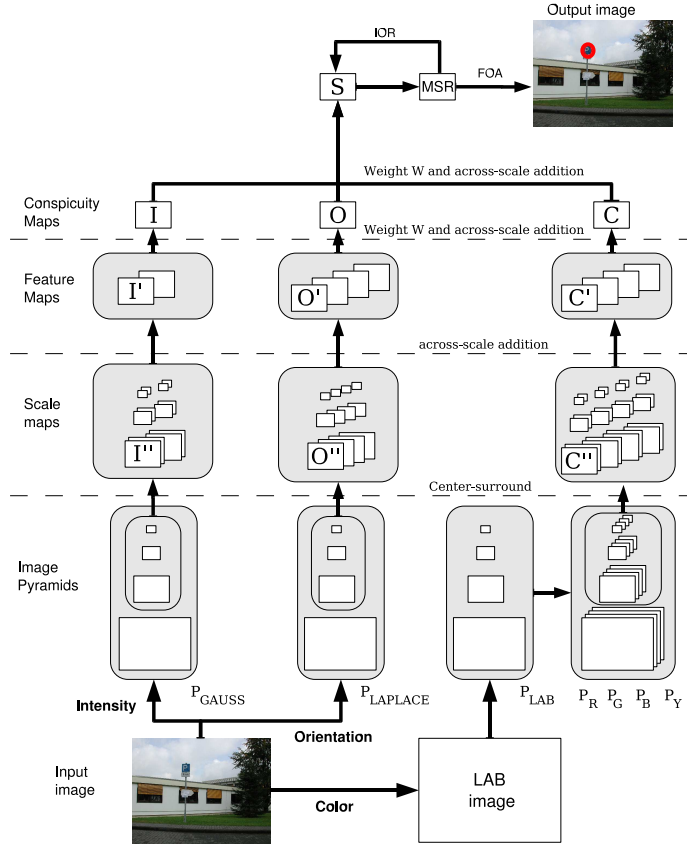 Output image
IOR
S
MSR
FOA
Weight W and across-scale addition
Conspicuity
Maps
I
O
C
Weight W and across-scale addition
Feature
Maps
I'
O'
C'
across-scale addition
Scale
maps
I''
O''
C''
Center-surround
Image
Pyramids
P_GAUSS
P_LAPLACE
P_LAB
P_R P_G P_B P_Y
Intensity
Orientation
Input
image
Color
LAB
image